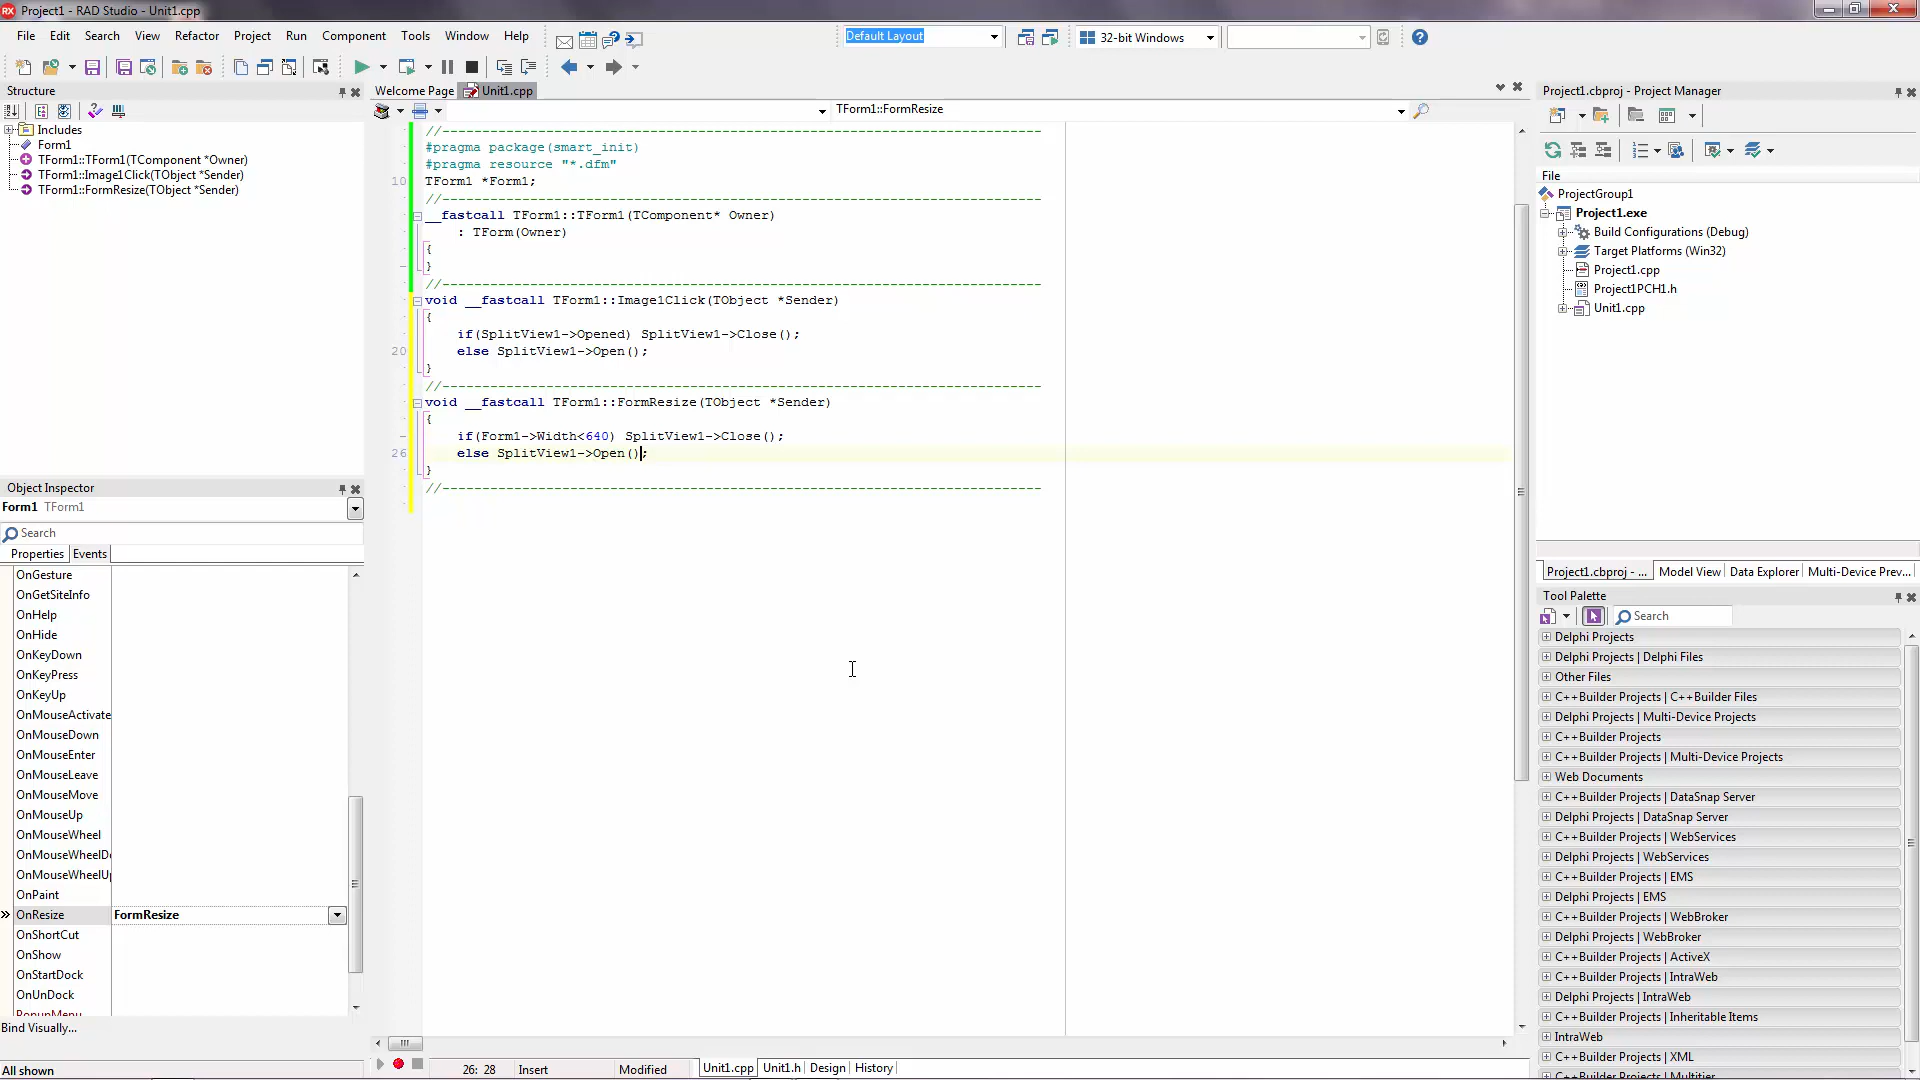 Project1 - RAD Studio - Unit1.cpp
File Edit Search View Refactor Project Run Component Tools Window Help
Default Layout
32-bit Windows
Structure
Includes
Form1
TForm1::TForm1(TComponent *Owner)
TForm1::Image1Click(TObject *Sender)
TForm1::FormResize(TObject *Sender)
Object Inspector
Form1 TForm1
Search
Properties Events
OnGesture
OnGetSiteInfo
OnHelp
OnHide
OnKeyDown
OnKeyPress
OnKeyUp
OnMouseActivate
OnMouseDown
OnMouseEnter
OnMouseLeave
OnMouseMove
OnMouseUp
OnMouseWheel
OnMouseWheelD
OnMouseWheelU
OnPaint
OnResize FormResize
OnShortCut
OnShow
OnStartDock
OnUnDock
PopupMenu
Bind Visually...
All shown
Welcome Page Unit1.cpp
TForm1::FormResize
//---------------------------------------------------------------------------
#pragma package(smart_init)
#pragma resource "*.dfm"
10 TForm1 *Form1;
//---------------------------------------------------------------------------
__fastcall TForm1::TForm1(TComponent* Owner)
: TForm(Owner)
{
}
//---------------------------------------------------------------------------
void __fastcall TForm1::Image1Click(TObject *Sender)
{
if(SplitView1->Opened) SplitView1->Close();
20 else SplitView1->Open();
}
//---------------------------------------------------------------------------
void __fastcall TForm1::FormResize(TObject *Sender)
{
if(Form1->Width<640) SplitView1->Close();
26 else SplitView1->Open();
}
//---------------------------------------------------------------------------
26: 28 Insert Modified Unit1.cpp Unit1.h Design History
Project1.cbproj - Project Manager
File
ProjectGroup1
Project1.exe
Build Configurations (Debug)
Target Platforms (Win32)
Project1.cpp
Project1PCH1.h
Unit1.cpp
Project1.cbproj - ... Model View Data Explorer Multi-Device Prev...
Tool Palette
Search
Delphi Projects
Delphi Projects | Delphi Files
Other Files
C++Builder Projects | C++Builder Files
Delphi Projects | Multi-Device Projects
C++Builder Projects
C++Builder Projects | Multi-Device Projects
Web Documents
C++Builder Projects | DataSnap Server
Delphi Projects | DataSnap Server
C++Builder Projects | WebServices
Delphi Projects | WebServices
C++Builder Projects | EMS
Delphi Projects | EMS
C++Builder Projects | WebBroker
Delphi Projects | WebBroker
C++Builder Projects | ActiveX
C++Builder Projects | IntraWeb
Delphi Projects | IntraWeb
C++Builder Projects | Inheritable Items
IntraWeb
C++Builder Projects | XML
C++Builder Projects | Multitier